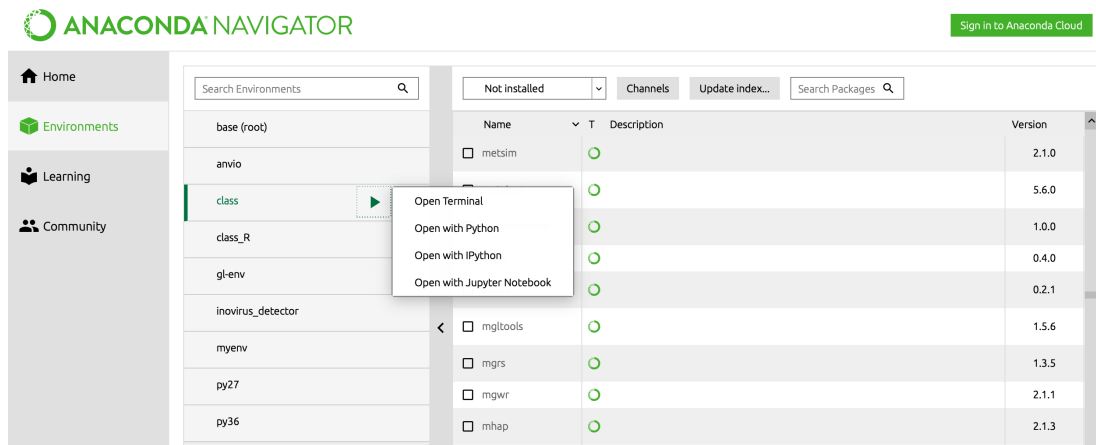 ANACONDA NAVIGATOR
Sign in to Anaconda Cloud
Home
Environments
Learning
Community
Search Environments
base (root)
anvio
class
class_R
gl-env
inovirus_detector
myenv
py27
py36
Open Terminal
Open with Python
Open with IPython
Open with Jupyter Notebook
Not installed
Channels
Update index...
Search Packages
Name T Description Version
metsim 2.1.0
5.6.0
1.0.0
0.4.0
0.2.1
mgltools 1.5.6
mgrs 1.3.5
mgwr 2.1.1
mhap 2.1.3